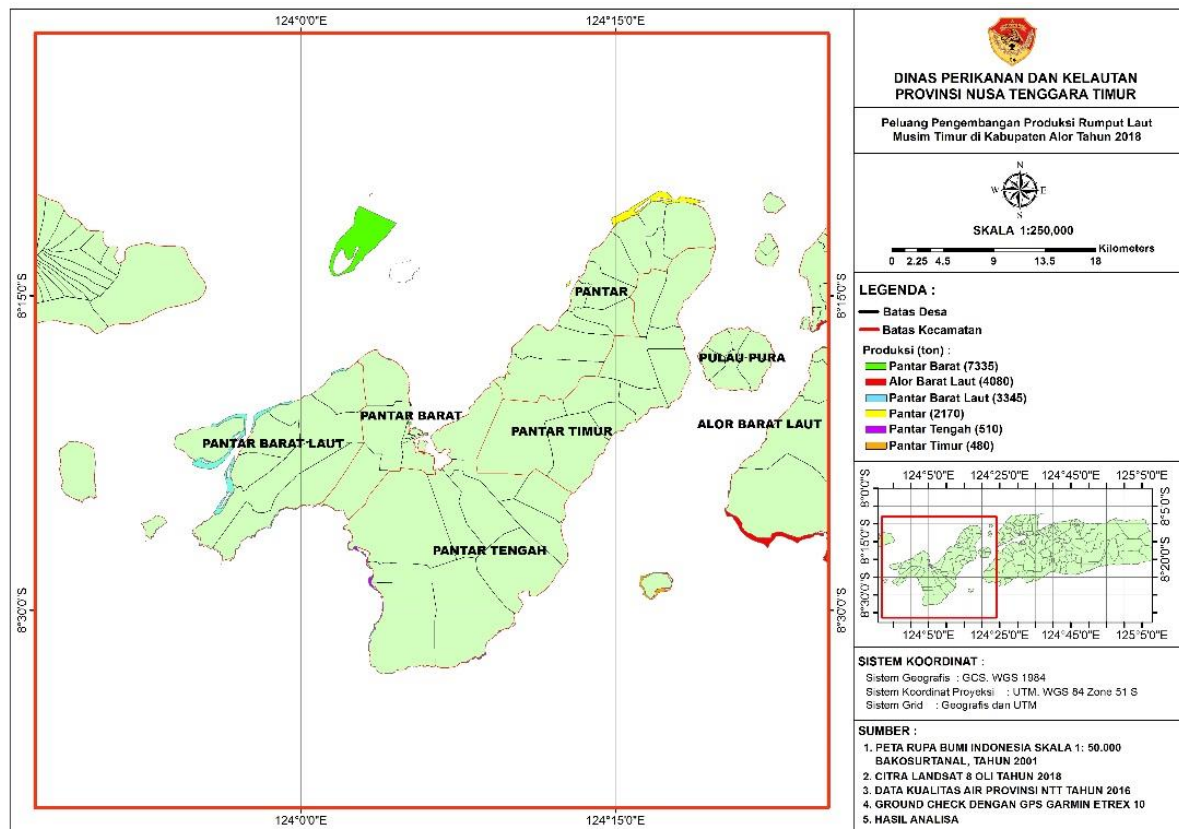 124°0'0"E
124°15'0"E
8°15'0"S
8°15'0"S
8°30'0"S
8°30'0"S
124°0'0"E
124°15'0"E
PANTAR
PULAU PURA
PANTAR BARAT
PANTAR BARAT LAUT
PANTAR TIMUR
ALOR BARAT LAUT
PANTAR TENGAH
DINAS PERIKANAN DAN KELAUTAN
PROVINSI NUSA TENGGARA TIMUR
Peluang Pengembangan Produksi Rumput Laut
Musim Timur di Kabupaten Alor Tahun 2018
N
W E
S
SKALA 1:250,000
Kilometers
0 2.25 4.5 9 13.5 18
LEGENDA :
Batas Desa
Batas Kecamatan
Produksi (ton) :
Pantar Barat (7335)
Alor Barat Laut (4080)
Pantar Barat Laut (3345)
Pantar (2170)
Pantar Tengah (510)
Pantar Timur (480)
124°5'0"E 124°25'0"E 124°45'0"E 125°5'0"E
8°0'0"S
8°15'0"S
8°30'0"S
8°5'0"S
8°20'0"S
124°5'0"E 124°25'0"E 124°45'0"E 125°5'0"E
SISTEM KOORDINAT :
Sistem Geografis : GCS. WGS 1984
Sistem Koordinat Proyeksi : UTM. WGS 84 Zone 51 S
Sistem Grid : Geografis dan UTM
SUMBER :
1. PETA RUPA BUMI INDONESIA SKALA 1: 50.000
BAKOSURTANAL, TAHUN 2001
2. CITRA LANDSAT 8 OLI TAHUN 2018
3. DATA KUALITAS AIR PROVINSI NTT TAHUN 2016
4. GROUND CHECK DENGAN GPS GARMIN ETREX 10
5. HASIL ANALISA